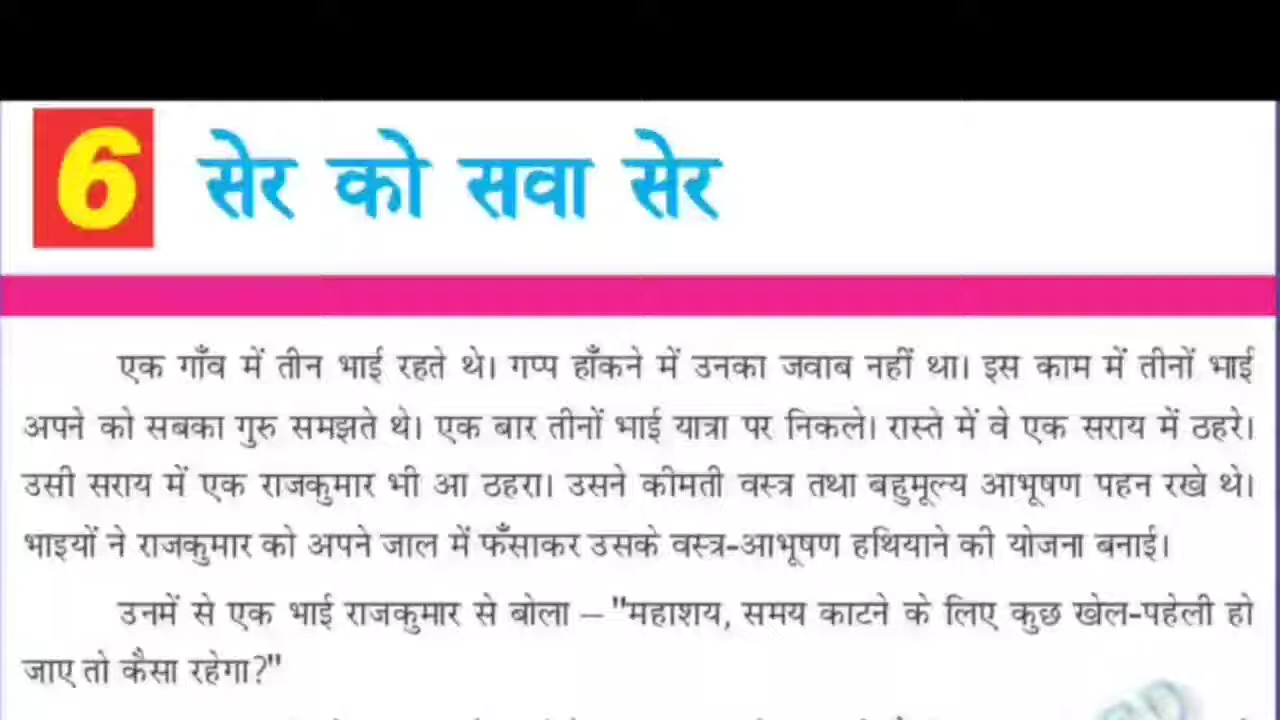 6 सेर को सवा सेर
एक गाँव में तीन भाई रहते थे। गप्प हाँकने में उनका जवाब नहीं था। इस काम में तीनों भाई
अपने को सबका गुरु समझते थे। एक बार तीनों भाई यात्रा पर निकले। रास्ते में वे एक सराय में ठहरे।
उसी सराय में एक राजकुमार भी आ ठहरा। उसने कीमती वस्त्र तथा बहुमूल्य आभूषण पहन रखे थे।
भाइयों ने राजकुमार को अपने जाल में फँसाकर उसके वस्त्र-आभूषण हथियाने की योजना बनाई।
उनमें से एक भाई राजकुमार से बोला – "महाशय, समय काटने के लिए कुछ खेल-पहेली हो
जाए तो कैसा रहेगा?"